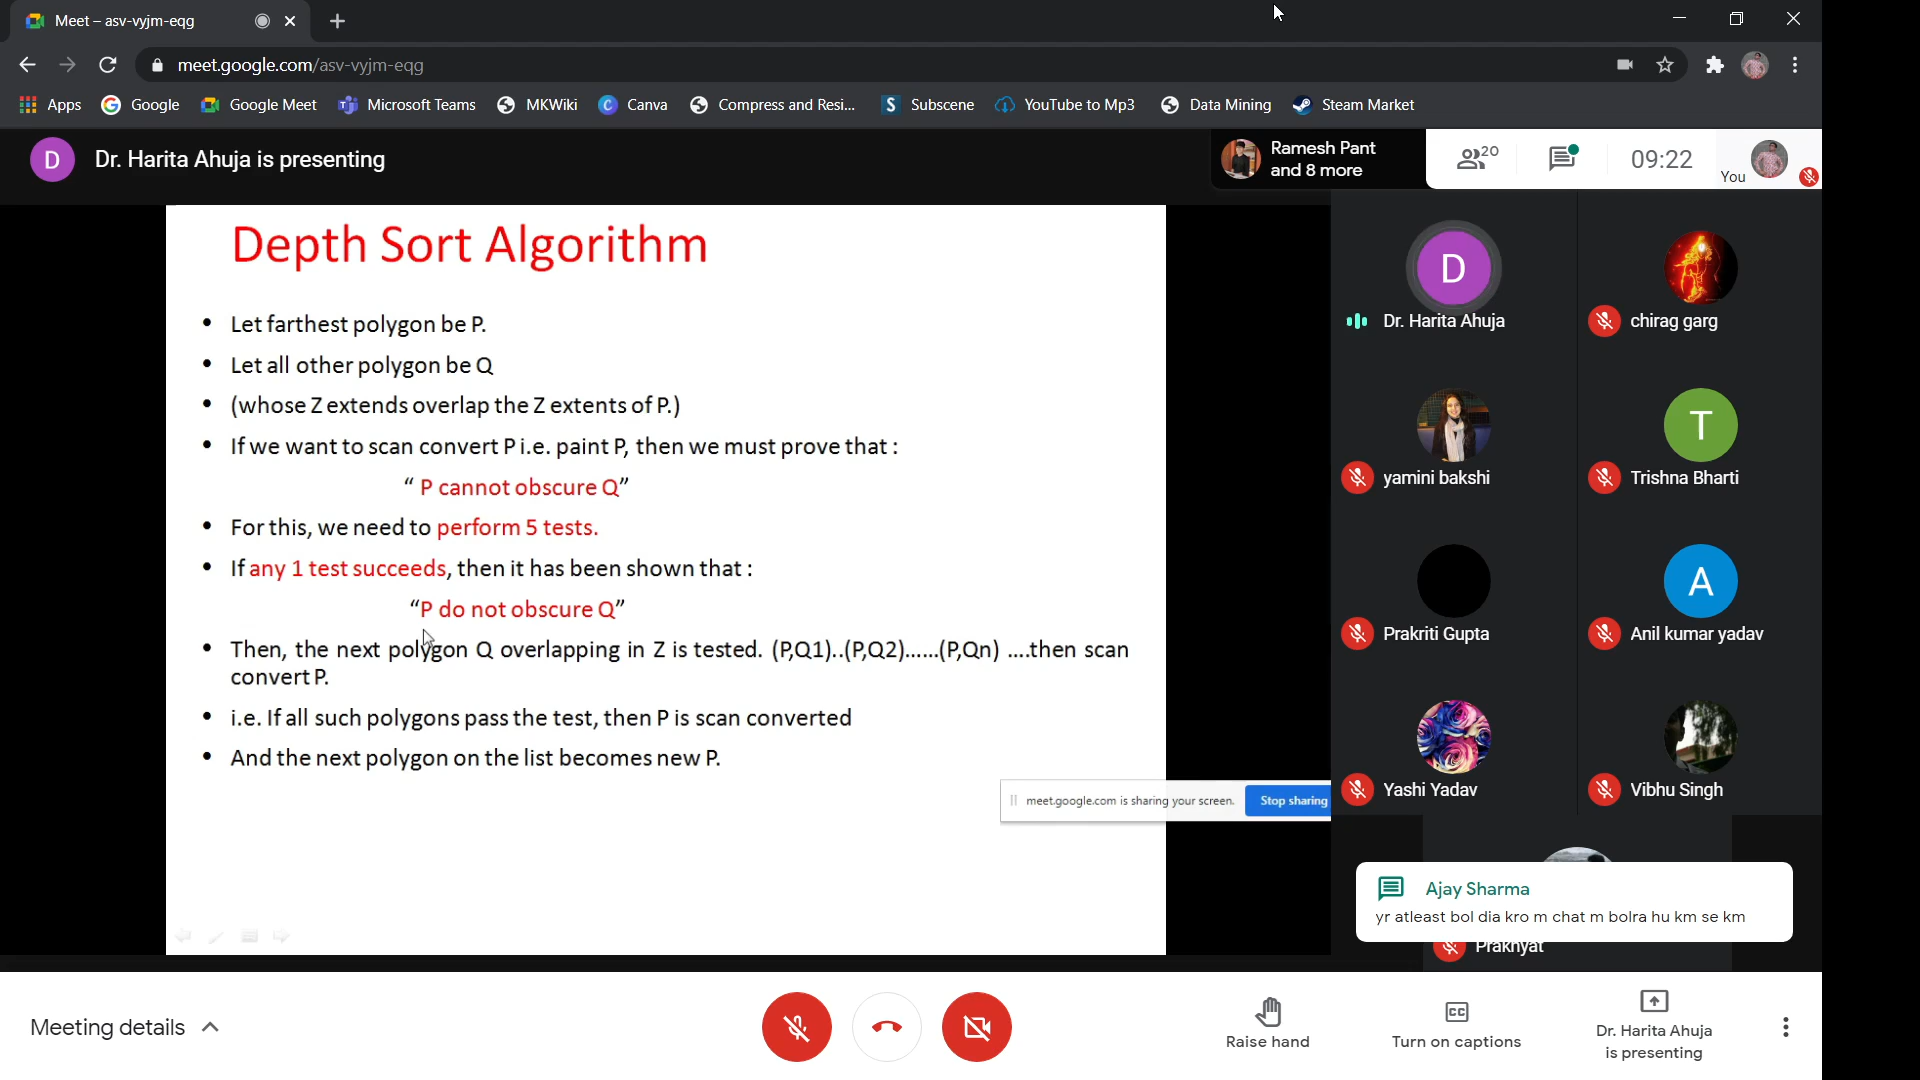 Meet – asv-vyjm-eqg
meet.google.com/asv-vyjm-eqg
Apps Google Google Meet Microsoft Teams MKWiki Canva Compress and Resi... Subscene YouTube to Mp3 Data Mining Steam Market
D Dr. Harita Ahuja is presenting
Ramesh Pant
and 8 more
20
09:22
You
Depth Sort Algorithm
• Let farthest polygon be P.
• Let all other polygon be Q
• (whose Z extends overlap the Z extents of P.)
• If we want to scan convert P i.e. paint P, then we must prove that :
“ P cannot obscure Q”
• For this, we need to perform 5 tests.
• If any 1 test succeeds, then it has been shown that :
“P do not obscure Q”
• Then, the next polygon Q overlapping in Z is tested. (P,Q1)..(P,Q2)......(P,Qn) ....then scan
convert P.
• i.e. If all such polygons pass the test, then P is scan converted
• And the next polygon on the list becomes new P.
meet.google.com is sharing your screen. Stop sharing
D
Dr. Harita Ahuja
chirag garg
yamini bakshi
T
Trishna Bharti
Prakriti Gupta
A
Anil kumar yadav
Yashi Yadav
Vibhu Singh
Ajay Sharma
yr atleast bol dia kro m chat m bolra hu km se km
Prakhyat
Meeting details
Raise hand
CC
Turn on captions
Dr. Harita Ahuja
is presenting